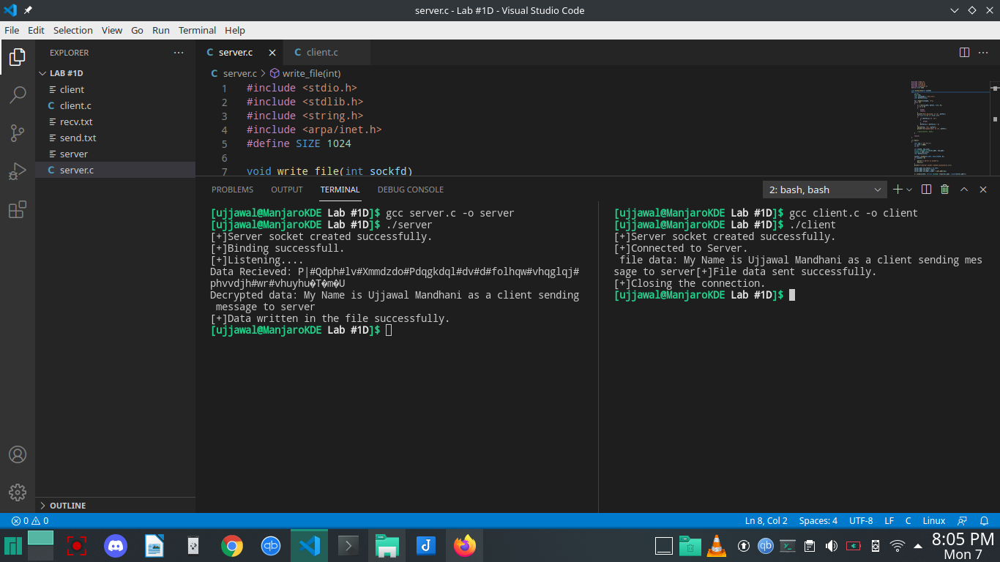 server.c - Lab #1D - Visual Studio Code
File Edit Selection View Go Run Terminal Help
EXPLORER
LAB #1D
client
C client.c
recv.txt
send.txt
server
C server.c
OUTLINE
C server.c
C client.c
C server.c > write_file(int)
1 #include <stdio.h>
2 #include <stdlib.h>
3 #include <string.h>
4 #include <arpa/inet.h>
5 #define SIZE 1024
6
7 void write_file(int sockfd)
PROBLEMS OUTPUT TERMINAL DEBUG CONSOLE
2: bash, bash
[ujjawal@ManjaroKDE Lab #1D]$ gcc server.c -o server
[ujjawal@ManjaroKDE Lab #1D]$ ./server
[+]Server socket created successfully.
[+]Binding successfull.
[+]Listening....
Data Recieved: P|#Qdph#lv#Xmmdzdo#Pdqgkdql#dv#d#folhqw#vhqglqj#
phvvdjh#wr#vhuyhu�T�m�U
Decrypted data: My Name is Ujjawal Mandhani as a client sending
message to server
[+]Data written in the file successfully.
[ujjawal@ManjaroKDE Lab #1D]$
[ujjawal@ManjaroKDE Lab #1D]$ gcc client.c -o client
[ujjawal@ManjaroKDE Lab #1D]$ ./client
[+]Server socket created successfully.
[+]Connected to Server.
file data: My Name is Ujjawal Mandhani as a client sending mes
sage to server[+]File data sent successfully.
[+]Closing the connection.
[ujjawal@ManjaroKDE Lab #1D]$
0 0
Ln 8, Col 2 Spaces: 4 UTF-8 LF C Linux
qb
J
qb
8:05 PM
Mon 7